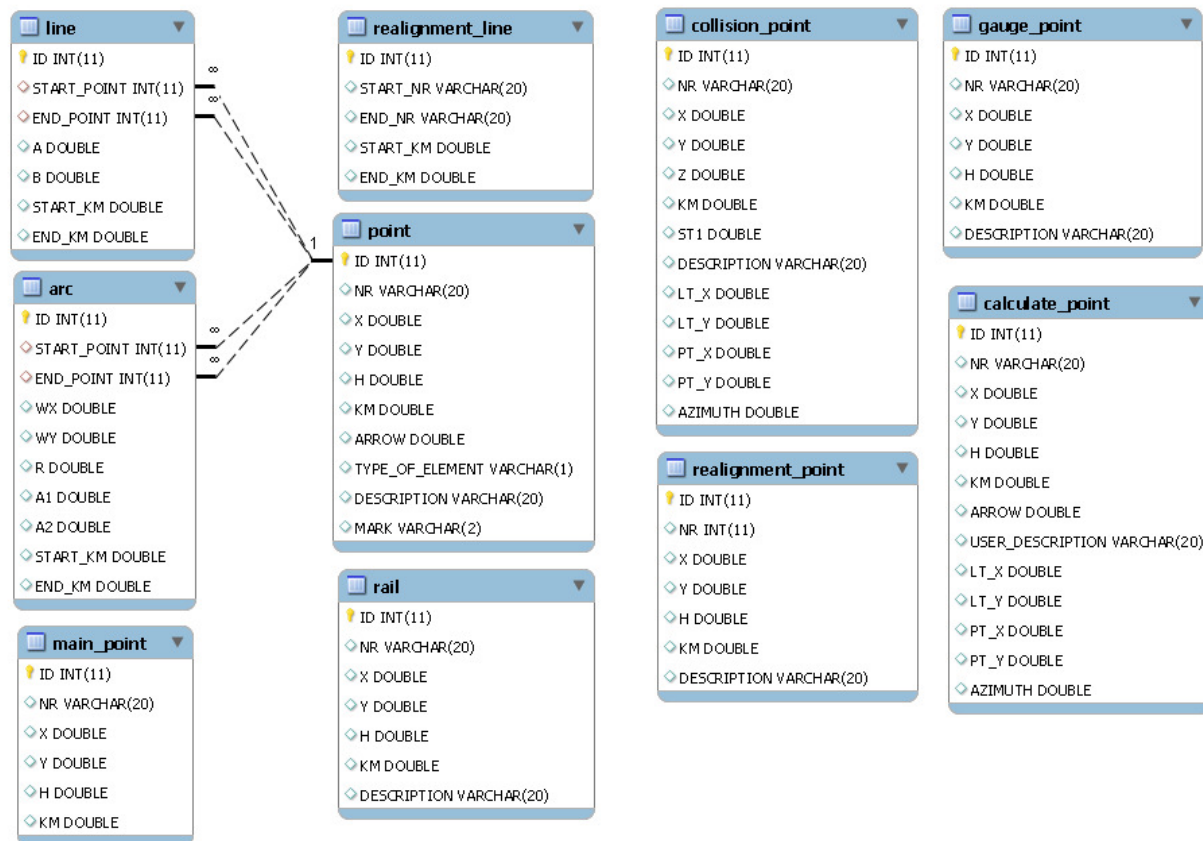 line
ID INT(11)
START_POINT INT(11)
END_POINT INT(11)
A DOUBLE
B DOUBLE
START_KM DOUBLE
END_KM DOUBLE
∞
∞
arc
ID INT(11)
START_POINT INT(11)
END_POINT INT(11)
WX DOUBLE
WY DOUBLE
R DOUBLE
A1 DOUBLE
A2 DOUBLE
START_KM DOUBLE
END_KM DOUBLE
∞
∞
main_point
ID INT(11)
NR VARCHAR(20)
X DOUBLE
Y DOUBLE
H DOUBLE
KM DOUBLE
realignment_line
ID INT(11)
START_NR VARCHAR(20)
END_NR VARCHAR(20)
START_KM DOUBLE
END_KM DOUBLE
1
point
ID INT(11)
NR VARCHAR(20)
X DOUBLE
Y DOUBLE
H DOUBLE
KM DOUBLE
ARROW DOUBLE
TYPE_OF_ELEMENT VARCHAR(1)
DESCRIPTION VARCHAR(20)
MARK VARCHAR(2)
rail
ID INT(11)
NR VARCHAR(20)
X DOUBLE
Y DOUBLE
H DOUBLE
KM DOUBLE
DESCRIPTION VARCHAR(20)
collision_point
ID INT(11)
NR VARCHAR(20)
X DOUBLE
Y DOUBLE
Z DOUBLE
KM DOUBLE
ST1 DOUBLE
DESCRIPTION VARCHAR(20)
LT_X DOUBLE
LT_Y DOUBLE
PT_X DOUBLE
PT_Y DOUBLE
AZIMUTH DOUBLE
realignment_point
ID INT(11)
NR INT(11)
X DOUBLE
Y DOUBLE
H DOUBLE
KM DOUBLE
DESCRIPTION VARCHAR(20)
gauge_point
ID INT(11)
NR VARCHAR(20)
X DOUBLE
Y DOUBLE
H DOUBLE
KM DOUBLE
DESCRIPTION VARCHAR(20)
calculate_point
ID INT(11)
NR VARCHAR(20)
X DOUBLE
Y DOUBLE
H DOUBLE
KM DOUBLE
ARROW DOUBLE
USER_DESCRIPTION VARCHAR(20)
LT_X DOUBLE
LT_Y DOUBLE
PT_X DOUBLE
PT_Y DOUBLE
AZIMUTH DOUBLE